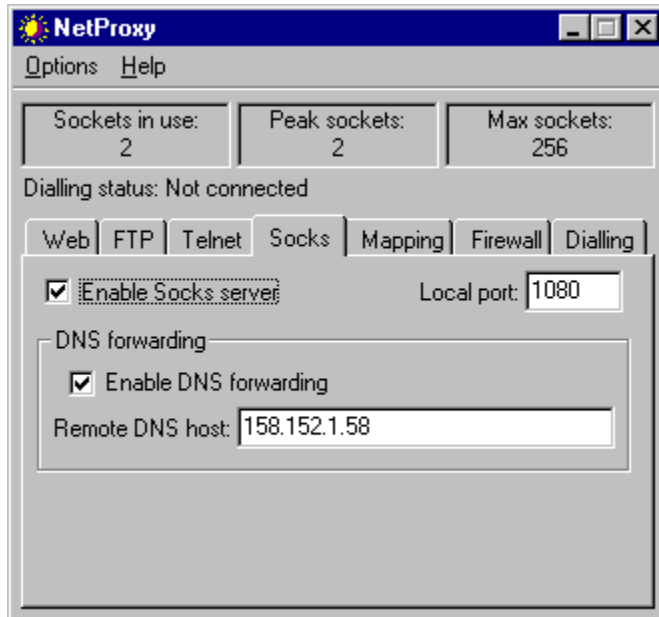 NetProxy
Options Help
Sockets in use: Peak sockets: Max sockets:
2 2 256
Dialling status: Not connected
Web FTP Telnet Socks Mapping Firewall Dialling
Enable Socks server Local port: 1080
DNS forwarding
Enable DNS forwarding
Remote DNS host: 158.152.1.58